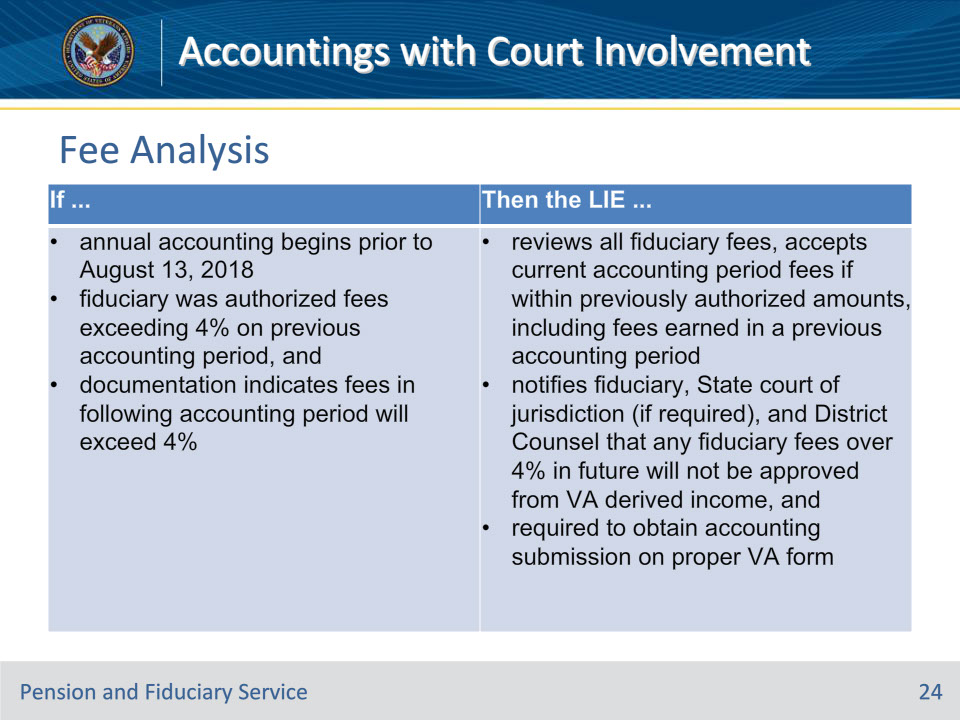 Accountings with Court Involvement
Fee Analysis
If ...
Then the LIE ...
• annual accounting begins prior to
August 13, 2018
• fiduciary was authorized fees
exceeding 4% on previous
accounting period, and
• documentation indicates fees in
following accounting period will
exceed 4%
• reviews all fiduciary fees, accepts
current accounting period fees if
within previously authorized amounts,
including fees earned in a previous
accounting period
• notifies fiduciary, State court of
jurisdiction (if required), and District
Counsel that any fiduciary fees over
4% in future will not be approved
from VA derived income, and
• required to obtain accounting
submission on proper VA form
Pension and Fiduciary Service
24